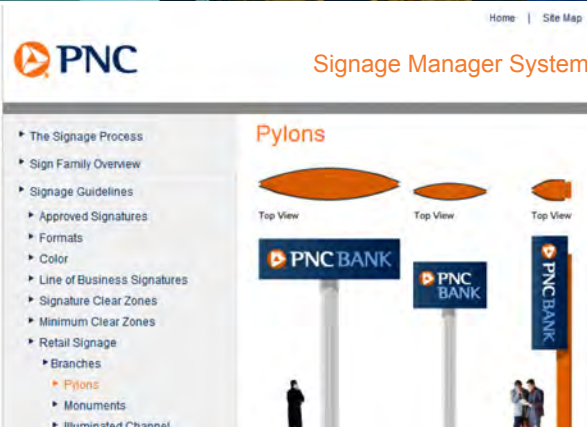 Home | Site Map
PNC
Signage Manager System
The Signage Process
Sign Family Overview
Signage Guidelines
Approved Signatures
Formats
Color
Line of Business Signatures
Signature Clear Zones
Minimum Clear Zones
Retail Signage
Branches
Pylons
Monuments
Illuminated Channel
Pylons
Top View
Top View
Top View
PNC BANK
PNC
BANK
PNC BANK